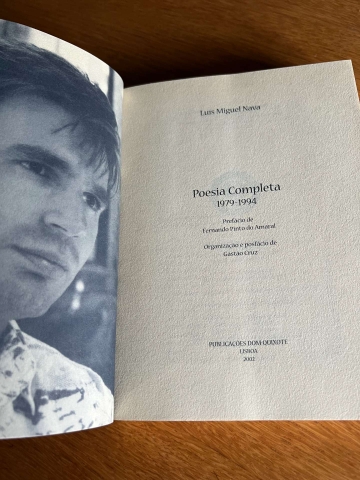 Luís Miguel Nava
Poesia Completa
1979-1994
Prefácio de
Fernando Pinto do Amaral
Organização e posfácio de
Gastão Cruz
PUBLICAÇÕES DOM QUIXOTE
LISBOA
2002